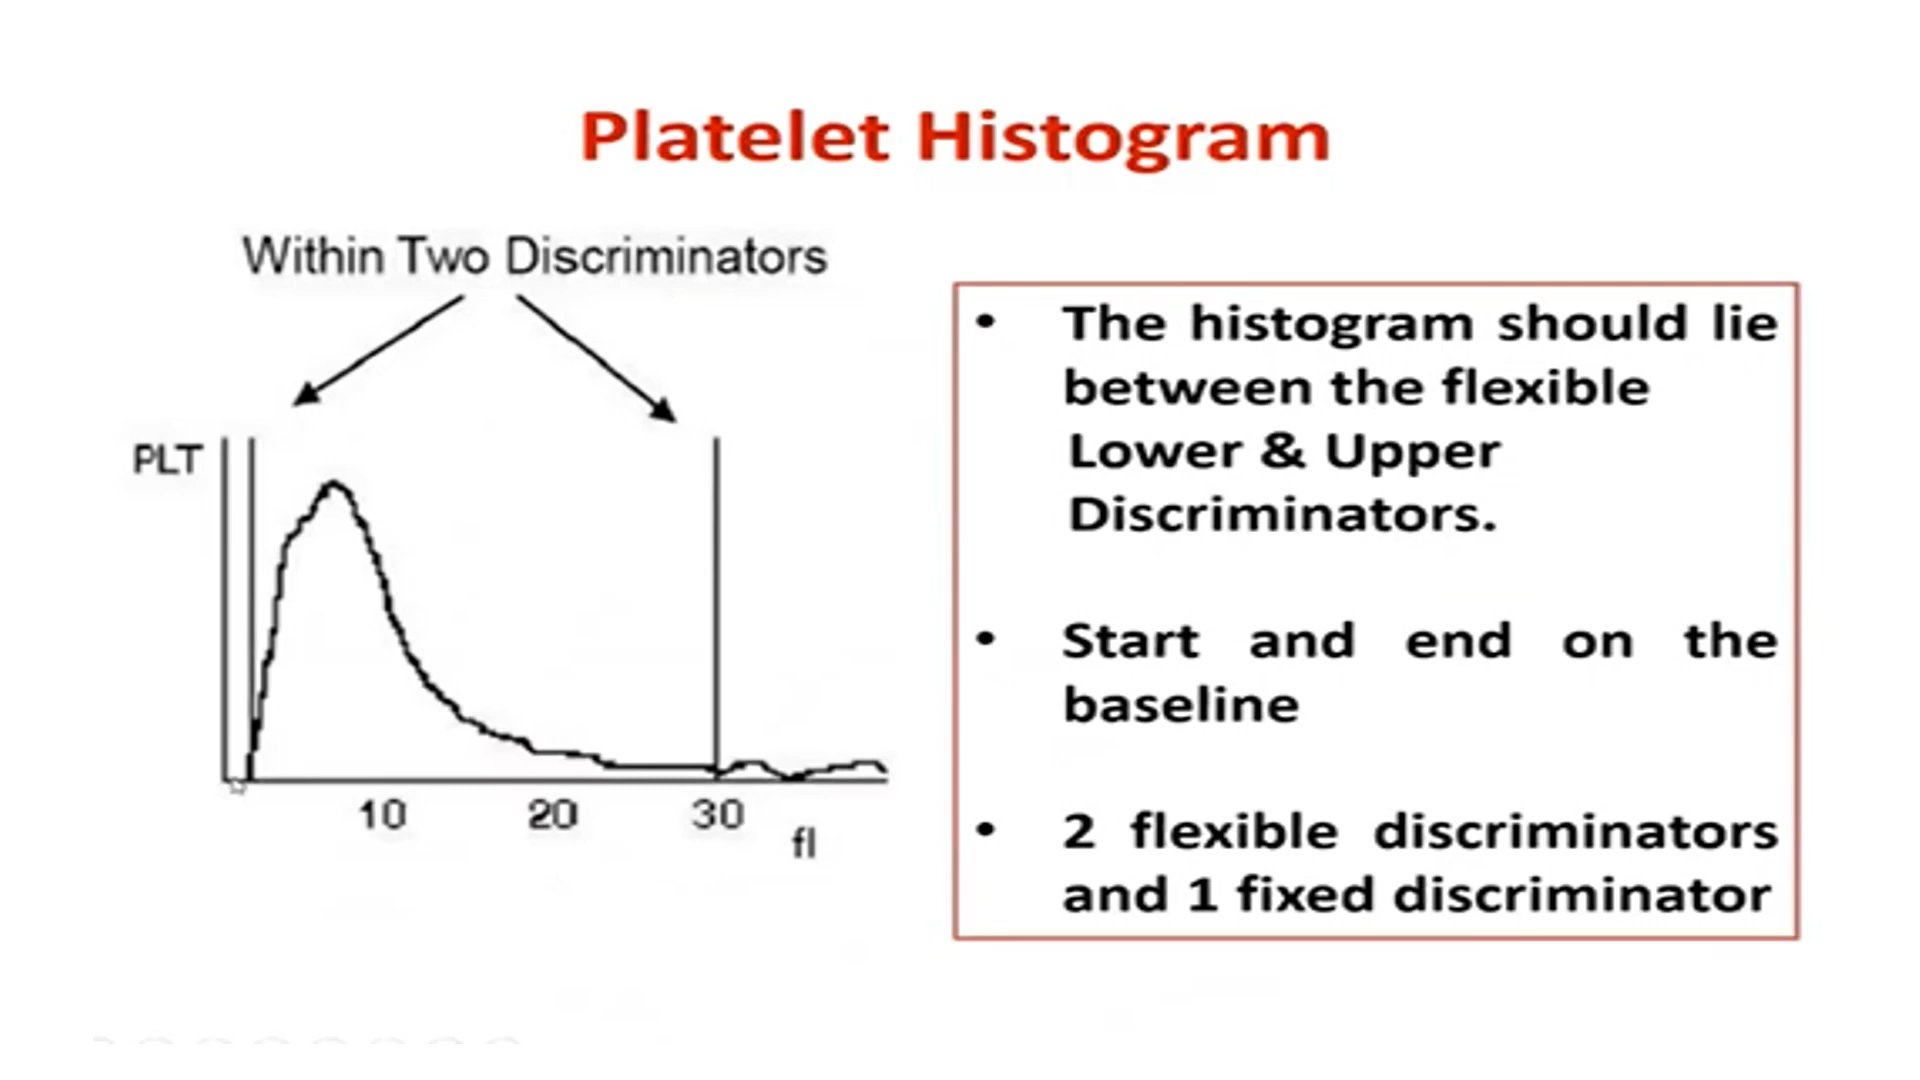 Platelet Histogram
Within Two Discriminators
PLT
10 20 30
fl
• The histogram should lie
between the flexible
Lower & Upper
Discriminators.
• Start and end on the
baseline
• 2 flexible discriminators
and 1 fixed discriminator